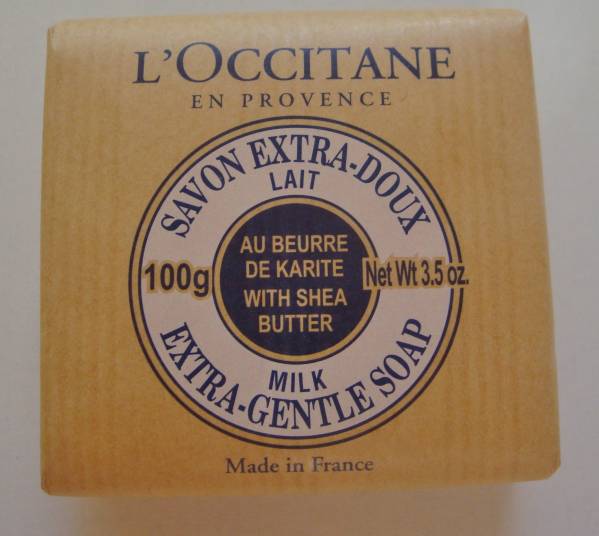 L'OCCITANE
EN PROVENCE
SAVON EXTRA-DOUX
LAIT
100g
AU BEURRE
DE KARITE
WITH SHEA
BUTTER
Net Wt 3.5 oz.
MILK
EXTRA-GENTLE SOAP
Made in France